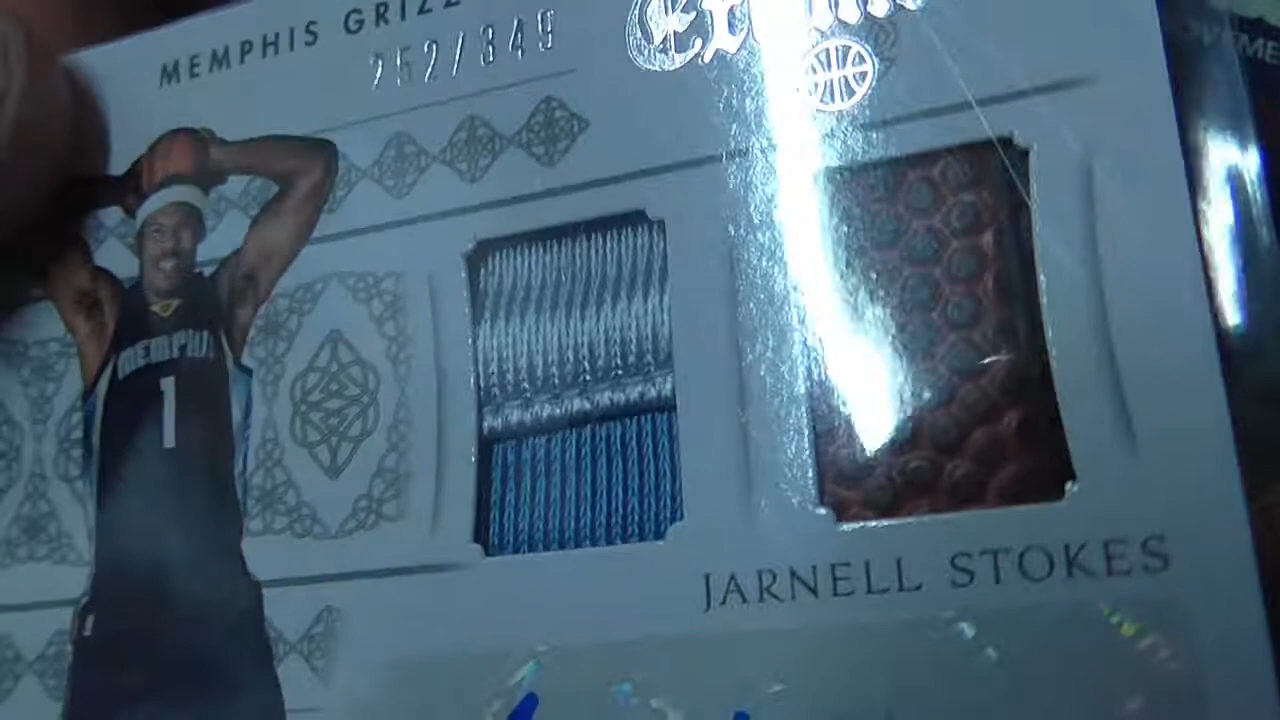 MEMPHIS GRIZZ
252/349
MEMPHIS
1
JARNELL STOKES